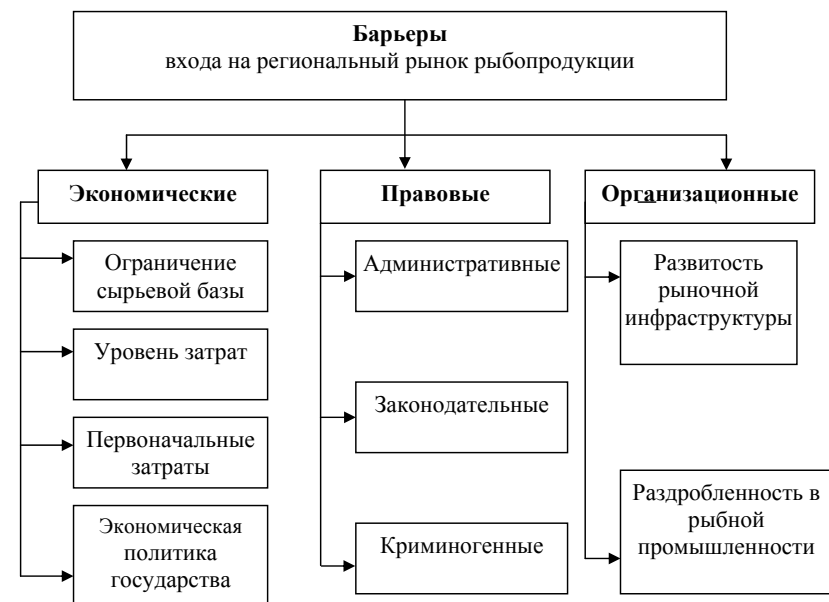 Барьеры
входа на региональный рынок рыбопродукции
Экономические
Ограничение
сырьевой базы
Уровень затрат
Первоначальные
затраты
Экономическая
политика
государства
Правовые
Административные
Законодательные
Криминогенные
Организационные
Развитость
рыночной
инфраструктуры
Раздробленность в
рыбной
промышленности